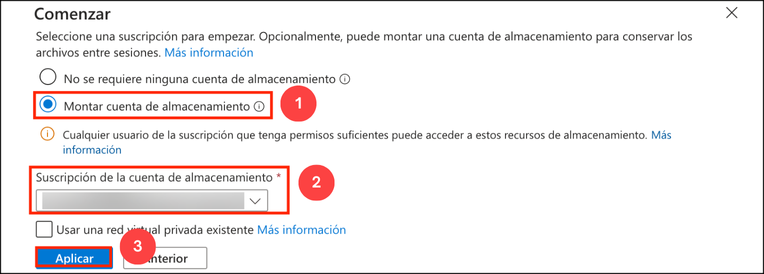 Comenzar
Seleccione una suscripción para empezar. Opcionalmente, puede montar una cuenta de almacenamiento para conservar los
archivos entre sesiones. Más información
No se requiere ninguna cuenta de almacenamiento
Montar cuenta de almacenamiento
1
Cualquier usuario de la suscripción que tenga permisos suficientes puede acceder a estos recursos de almacenamiento. Más
información
Suscripción de la cuenta de almacenamiento *
2
Usar una red virtual privada existente Más información
Aplicar
3
Anterior